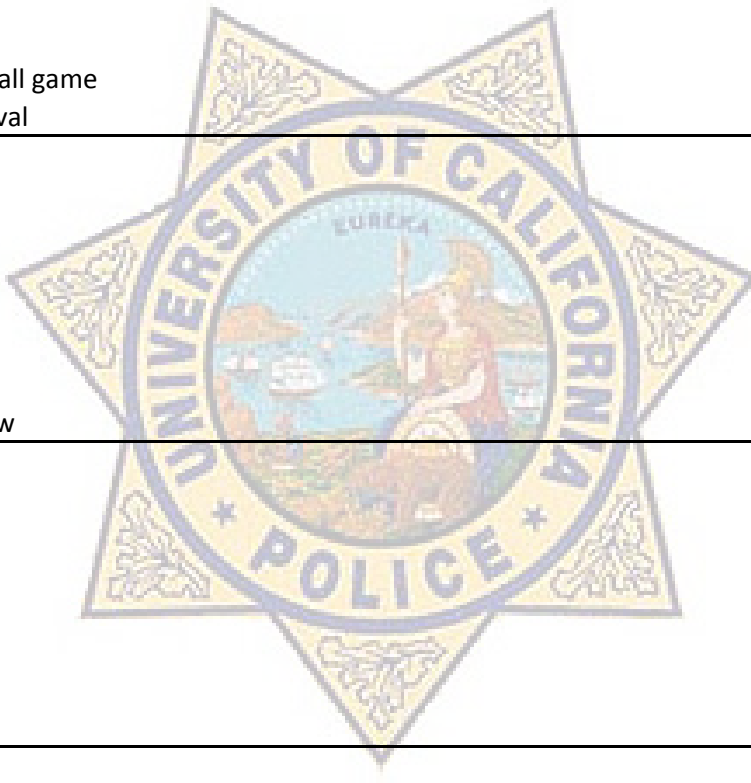 all game
val
UNIVERSITY OF CALIFORNIA
EUREKA
w
* POLICE *